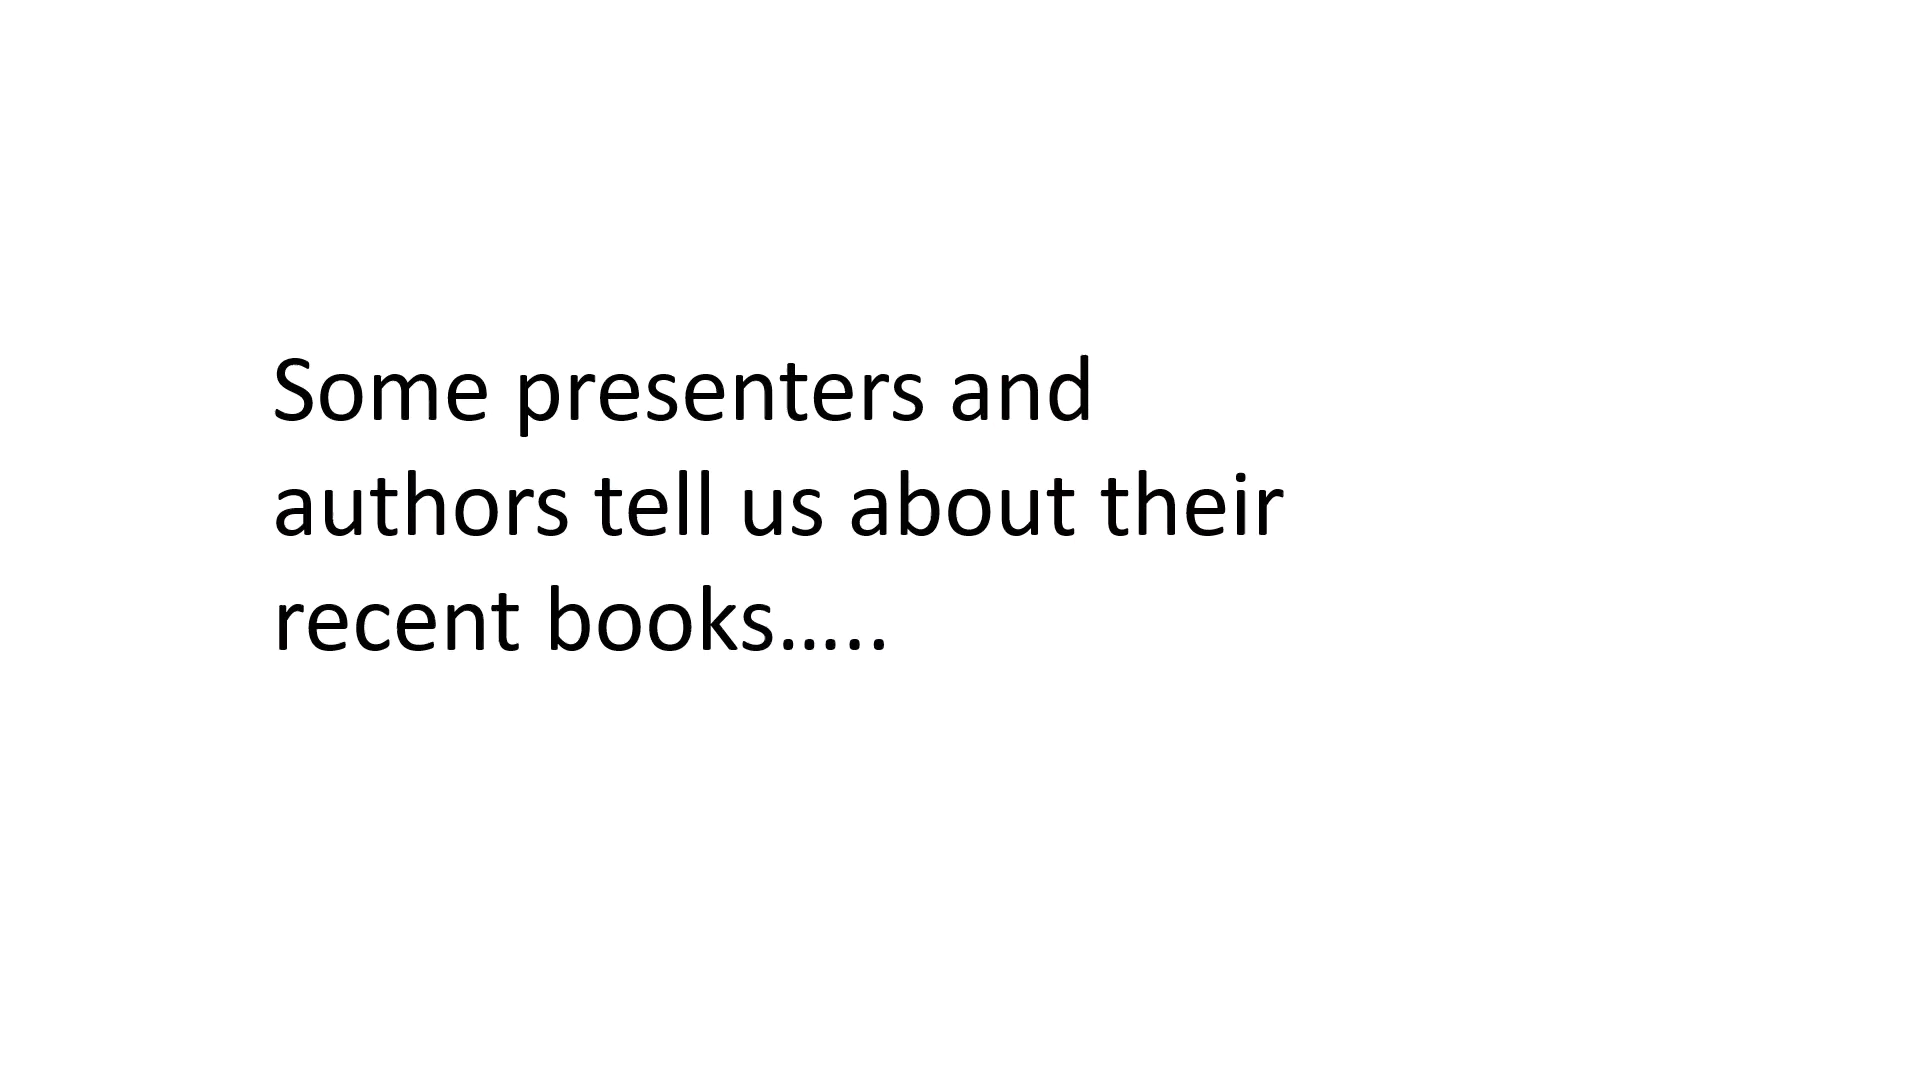 Some presenters and
authors tell us about their
recent books…..